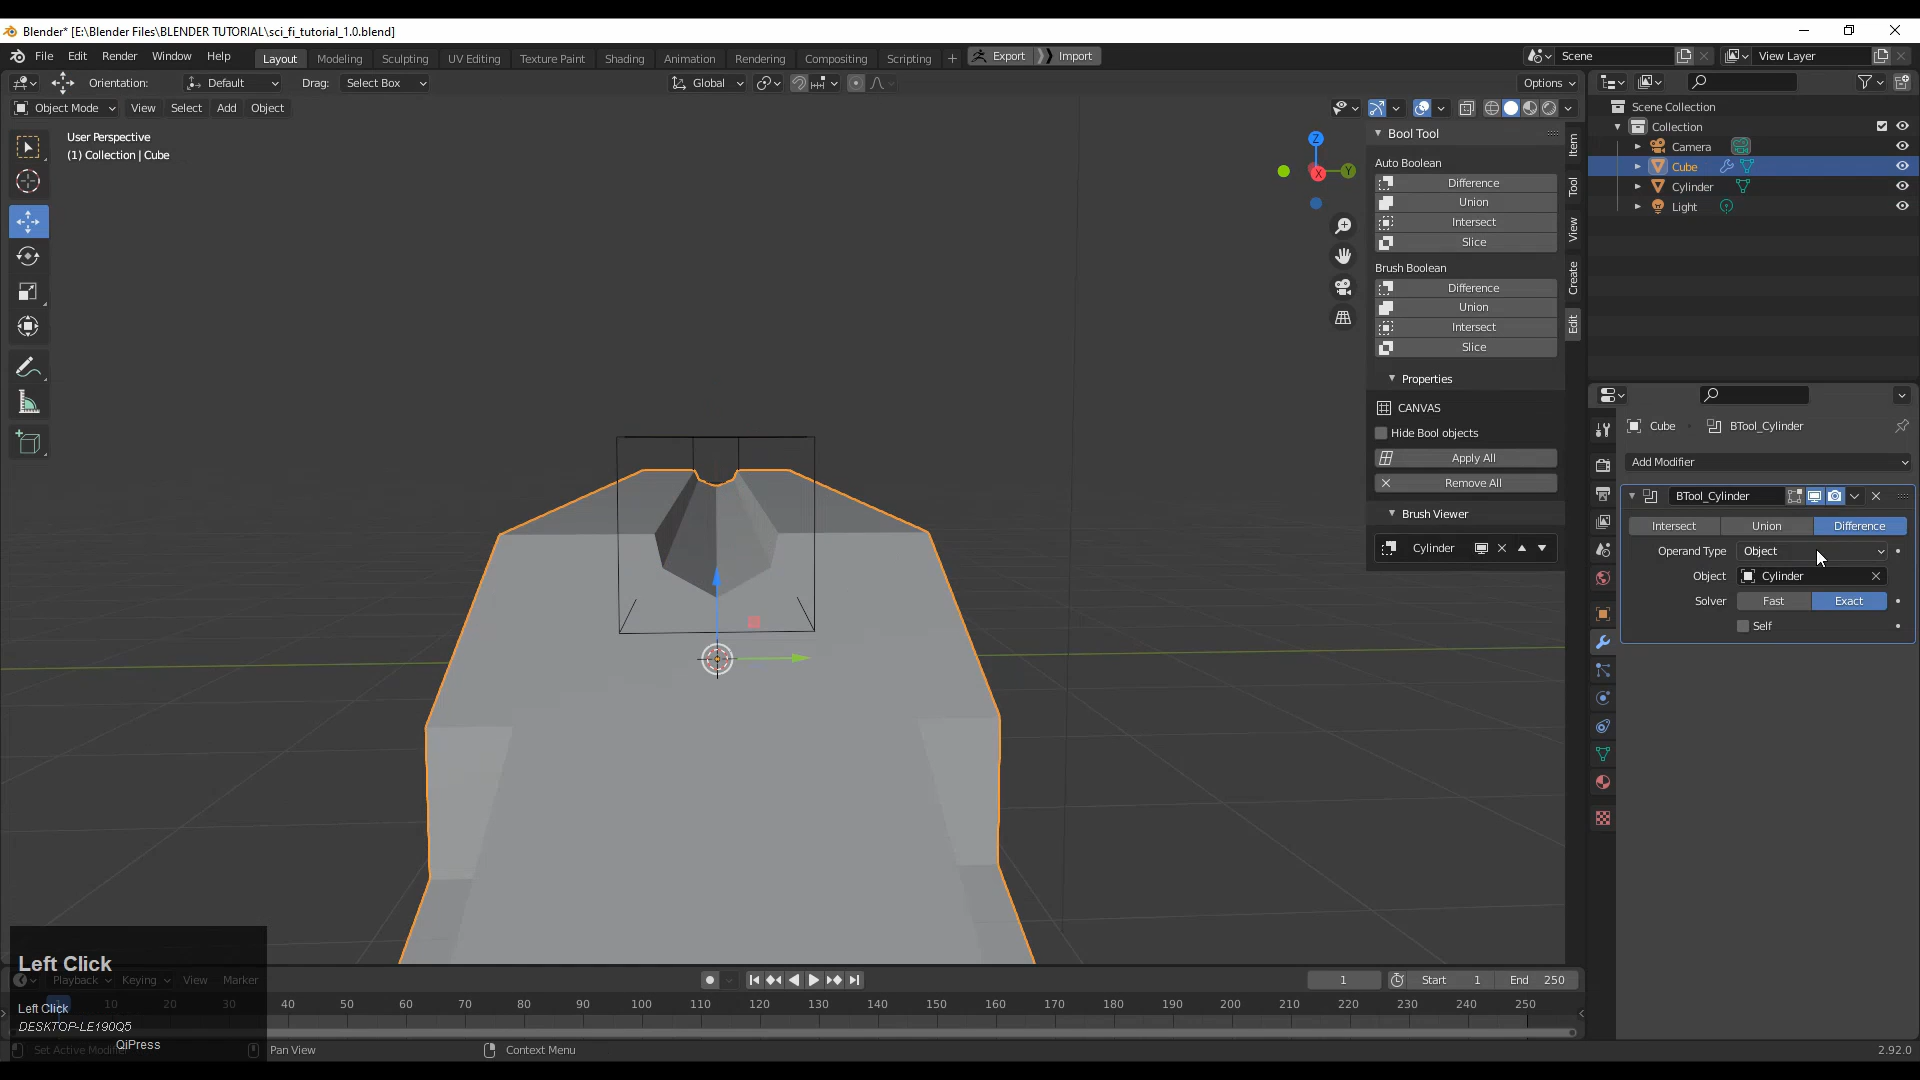 Blender* [E:\Blender Files\BLENDER TUTORIAL\sci_fi_tutorial_1.0.blend]
File Edit Render Window Help Layout Modeling Sculpting UV Editing Texture Paint Shading Animation Rendering Compositing Scripting + Export Import Scene View Layer
Orientation: Default Drag: Select Box Global Options
Object Mode View Select Add Object
User Perspective
(1) Collection | Cube
Z
Y
X
Bool Tool
Auto Boolean
Difference
Union
Intersect
Slice
Brush Boolean
Difference
Union
Intersect
Slice
Properties
CANVAS
Hide Bool objects
Apply All
Remove All
Brush Viewer
Cylinder
Item
Tool
View
Create
Edit
Scene Collection
Collection
Camera
Cube
Cylinder
Light
Cube BTool_Cylinder
Add Modifier
BTool_Cylinder
Intersect Union Difference
Operand Type Object
Object Cylinder
Solver Fast Exact
Self
Left Click
Left Click
DESKTOP-LE190Q5
QiPress
Playback Keying View Marker 1 Start 1 End 250
1 10 20 30 40 50 60 70 80 90 100 110 120 130 140 150 160 170 180 190 200 210 220 230 240 250
Set Active Modifier Pan View Context Menu 2.92.0